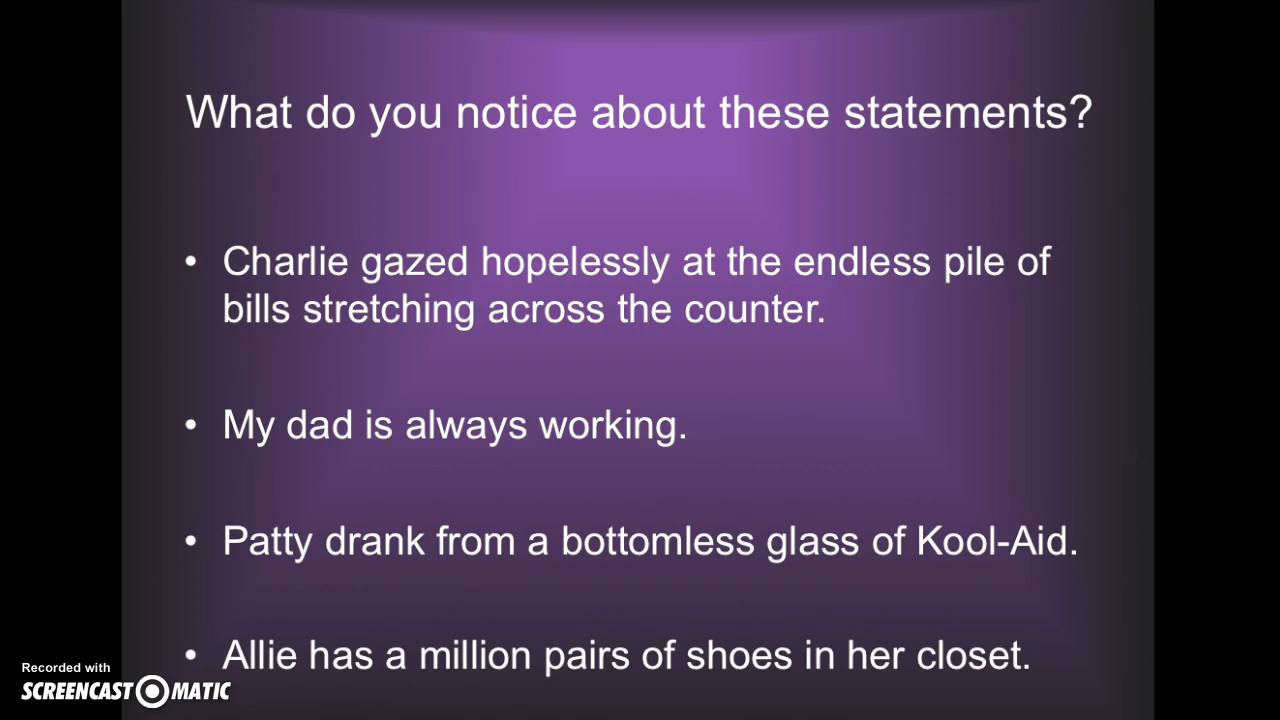 What do you notice about these statements?
• Charlie gazed hopelessly at the endless pile of
bills stretching across the counter.
• My dad is always working.
• Patty drank from a bottomless glass of Kool-Aid.
• Allie has a million pairs of shoes in her closet.
Recorded with
SCREENCAST MATIC